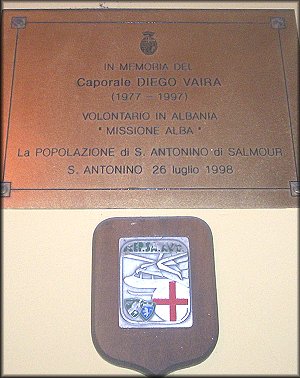 IN MEMORIA DEL
Caporale DIEGO VAIRA
(1977 - 1997)
VOLONTARIO IN ALBANIA
" MISSIONE ALBA "
La POPOLAZIONE di S. ANTONINO di SALMOUR
S. ANTONINO 26 luglio 1998